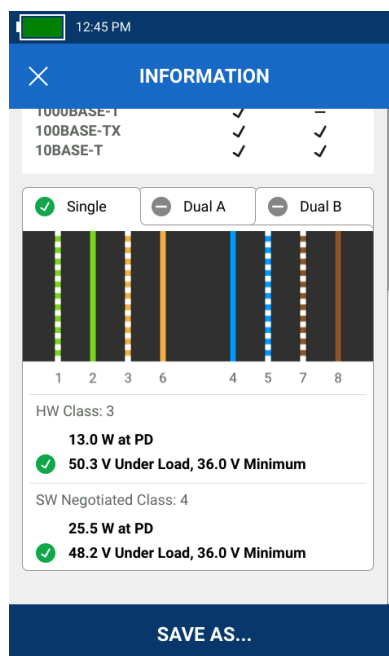 12:45 PM
INFORMATION
1000BASE-T ✓ –
100BASE-TX ✓ ✓
10BASE-T ✓ ✓
Single Dual A Dual B
1 2 3 6 4 5 7 8
HW Class: 3
13.0 W at PD
50.3 V Under Load, 36.0 V Minimum
SW Negotiated Class: 4
25.5 W at PD
48.2 V Under Load, 36.0 V Minimum
SAVE AS...